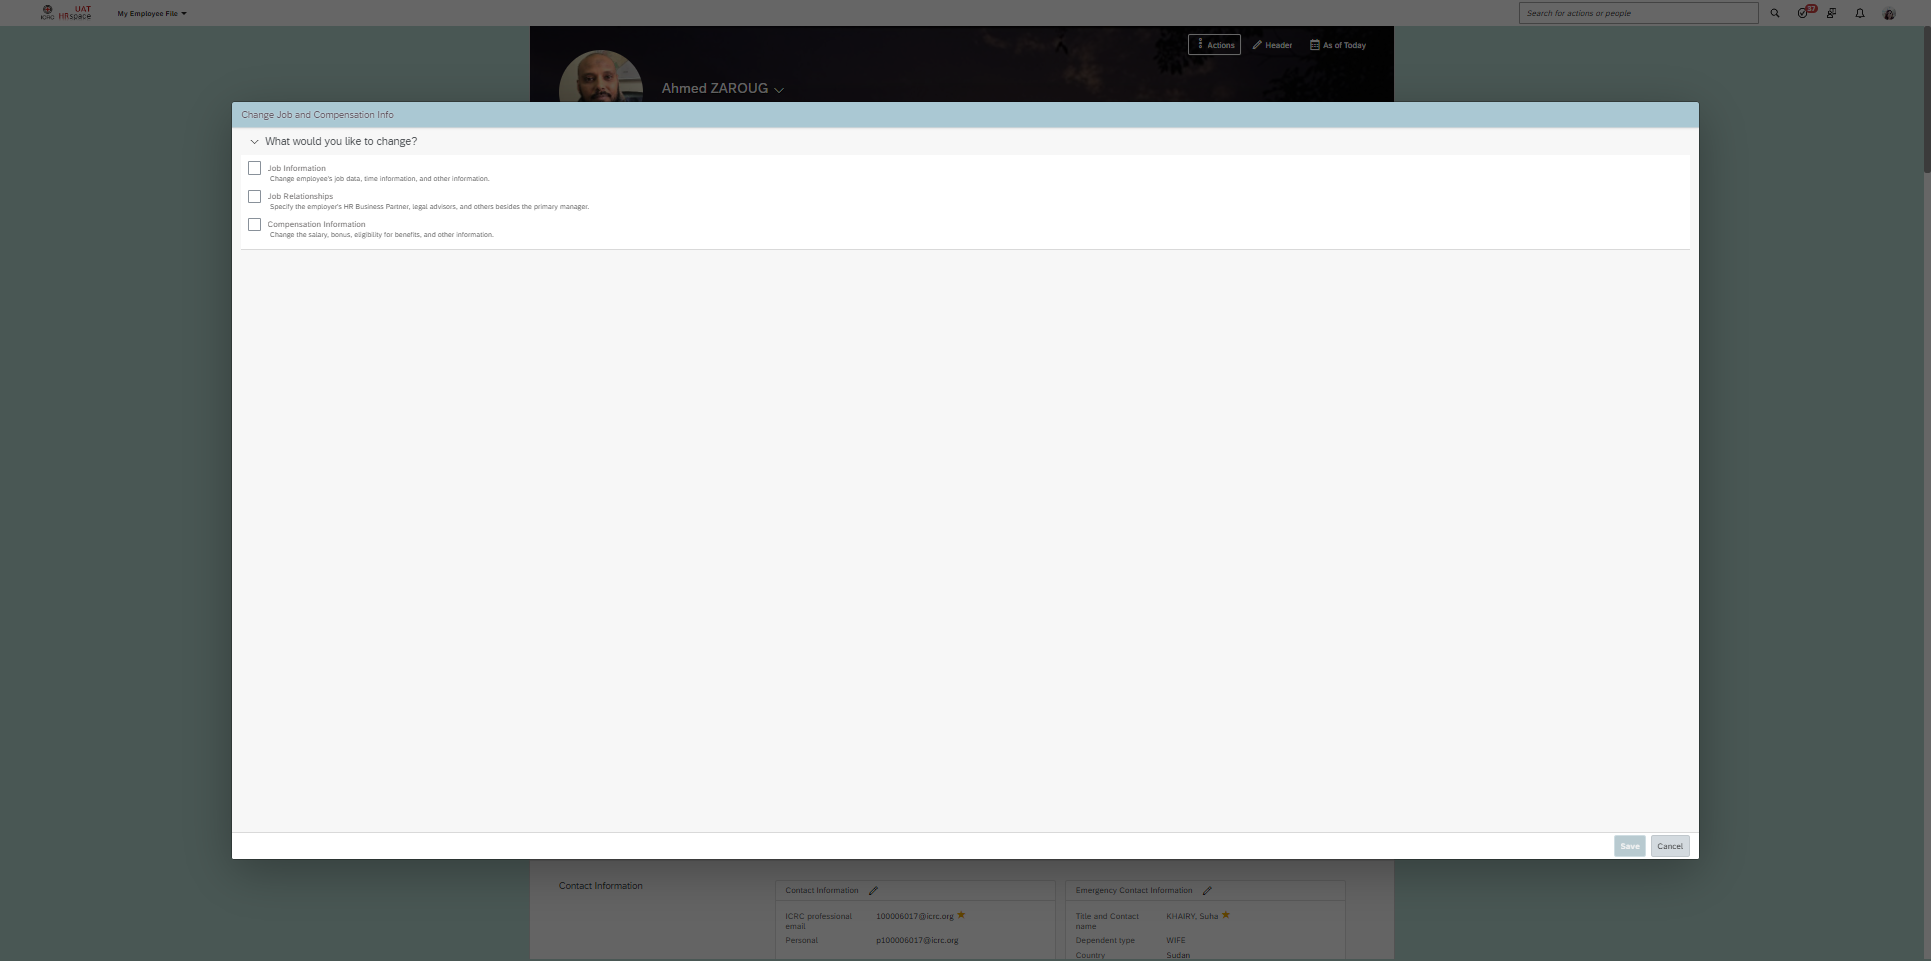 ICRC
UAT
HRspace
My Employee File
Search for actions or people
37
Actions
Header
As of Today
Ahmed ZAROUG
Change Job and Compensation Info
What would you like to change?
Job Information
Change employee's job data, time information, and other information.
Job Relationships
Specify the employer's HR Business Partner, legal advisors, and others besides the primary manager.
Compensation Information
Change the salary, bonus, eligibility for benefits, and other information.
Save
Cancel
Contact Information
Contact Information
ICRC professional email
100006017@icrc.org
Personal
p100006017@icrc.org
Emergency Contact Information
Title and Contact name
KHAIRY, Suha
Dependent type
WIFE
Country
Sudan